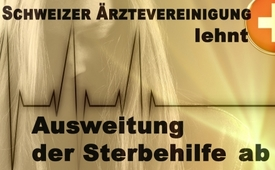 SCHWEIZER ÄRZTEVEREINIGUNG
lehnt
Ausweitung
der Sterbehilfe ab